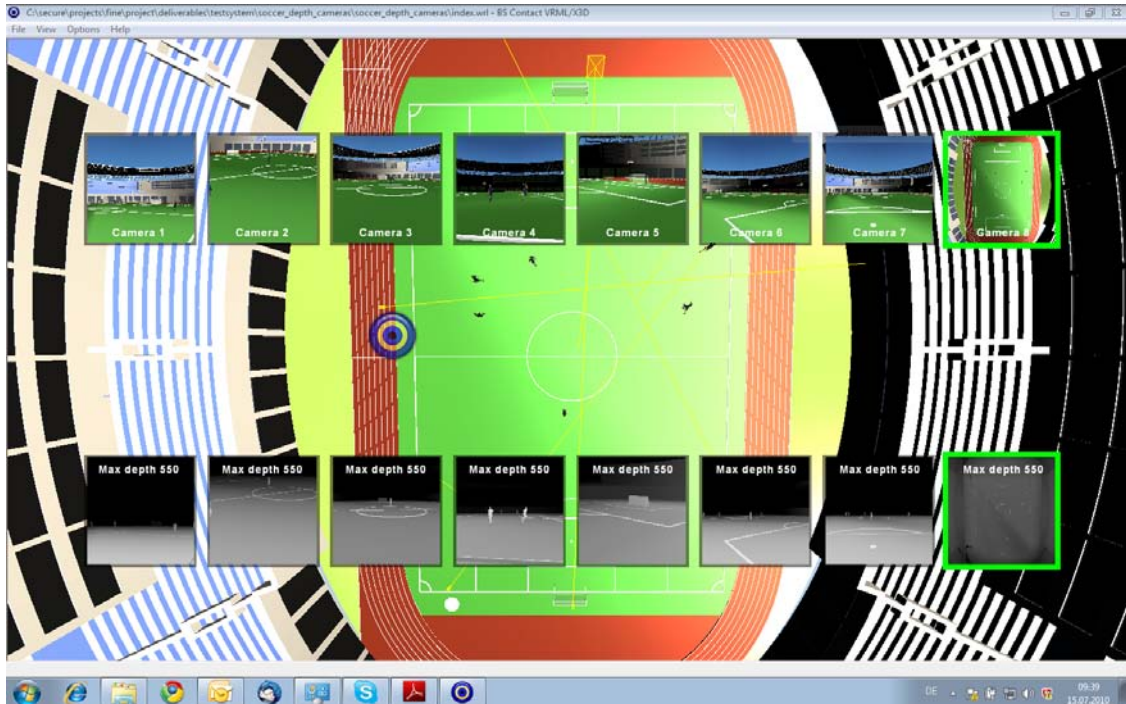 C:\secure\projects\fine\project\deliverables\testsystem\soccer_depth_cameras\soccer_depth_cameras\index.wrl - BS Contact VRML/X3D
File View Options Help
Camera 1 Camera 2 Camera 3 Camera 4 Camera 5 Camera 6 Camera 7 Camera 8
Max depth 550 Max depth 550 Max depth 550 Max depth 550 Max depth 550 Max depth 550 Max depth 550 Max depth 550
DE 09:39
15.07.2010